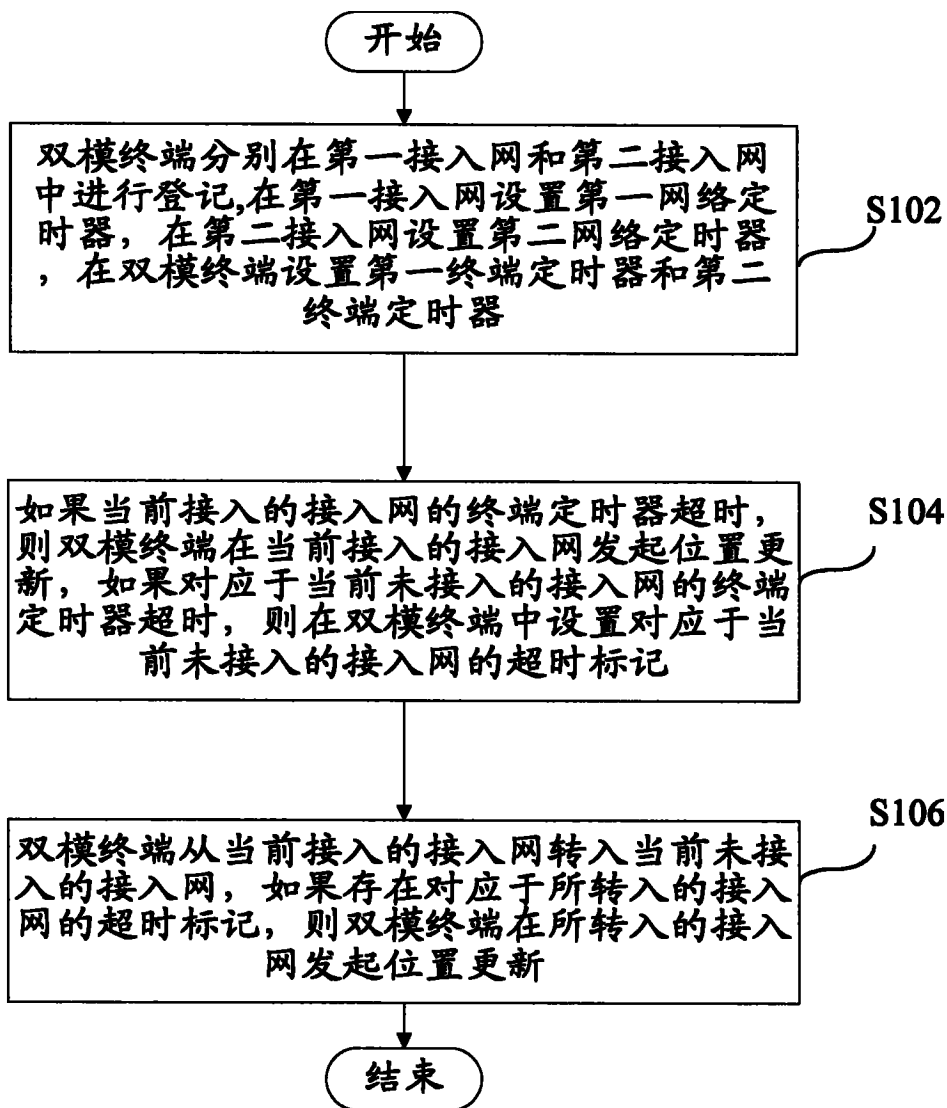 开始
双模终端分别在第一接入网和第二接入网
中进行登记,在第一接入网设置第一网络定
时器，在第二接入网设置第二网络定时器
，在双模终端设置第一终端定时器和第二
终端定时器
S102
如果当前接入的接入网的终端定时器超时，
则双模终端在当前接入的接入网发起位置更
新，如果对应于当前未接入的接入网的终端
定时器超时，则在双模终端中设置对应于当
前未接入的接入网的超时标记
S104
双模终端从当前接入的接入网转入当前未接
入的接入网，如果存在对应于所转入的接入
网的超时标记，则双模终端在所转入的接入
网发起位置更新
S106
结束